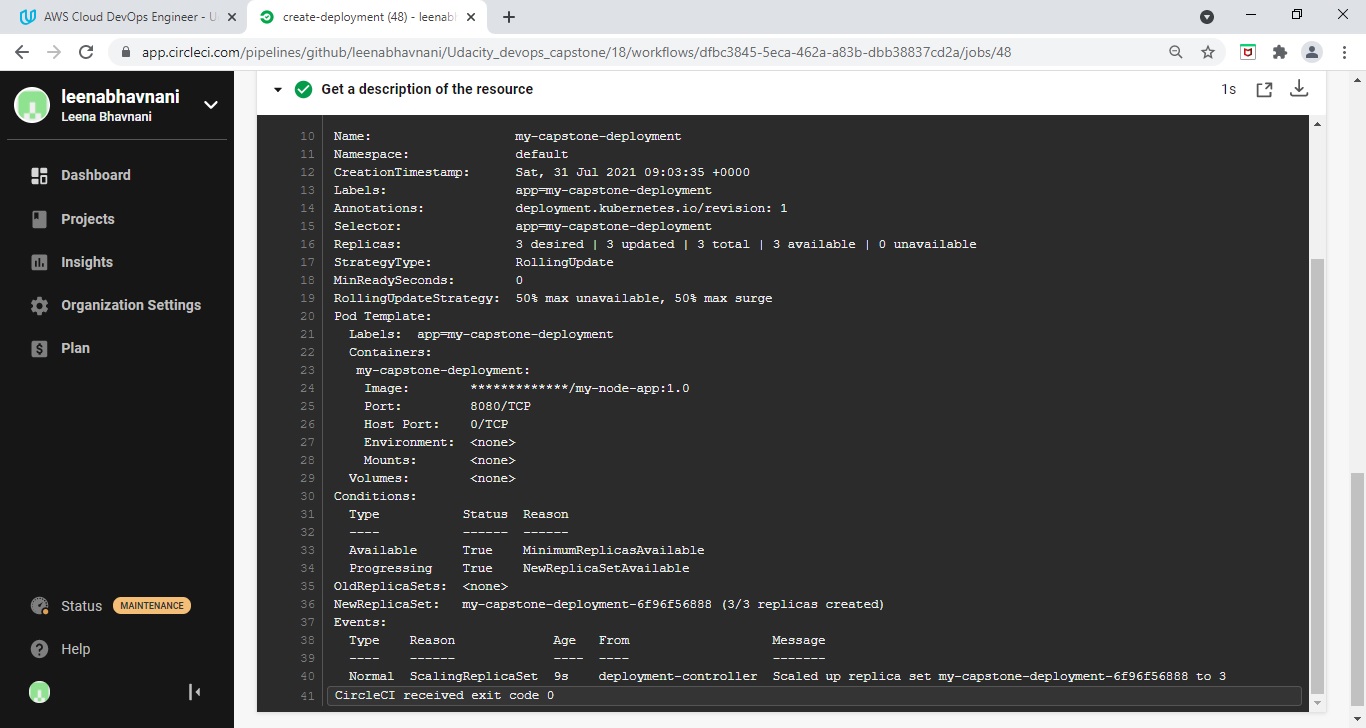 AWS Cloud DevOps Engineer - U
create-deployment (48) - leenabh
app.circleci.com/pipelines/github/leenabhavnani/Udacity_devops_capstone/18/workflows/dfbc3845-5eca-462a-a83b-dbb38837cd2a/jobs/48
leenabhavnani
Leena Bhavnani
Dashboard
Projects
Insights
Organization Settings
Plan
Status MAINTENANCE
Help
Get a description of the resource 1s
10 Name: my-capstone-deployment
11 Namespace: default
12 CreationTimestamp: Sat, 31 Jul 2021 09:03:35 +0000
13 Labels: app=my-capstone-deployment
14 Annotations: deployment.kubernetes.io/revision: 1
15 Selector: app=my-capstone-deployment
16 Replicas: 3 desired | 3 updated | 3 total | 3 available | 0 unavailable
17 StrategyType: RollingUpdate
18 MinReadySeconds: 0
19 RollingUpdateStrategy: 50% max unavailable, 50% max surge
20 Pod Template:
21 Labels: app=my-capstone-deployment
22 Containers:
23 my-capstone-deployment:
24 Image: *************/my-node-app:1.0
25 Port: 8080/TCP
26 Host Port: 0/TCP
27 Environment: <none>
28 Mounts: <none>
29 Volumes: <none>
30 Conditions:
31 Type Status Reason
32 ---- ------ ------
33 Available True MinimumReplicasAvailable
34 Progressing True NewReplicaSetAvailable
35 OldReplicaSets: <none>
36 NewReplicaSet: my-capstone-deployment-6f96f56888 (3/3 replicas created)
37 Events:
38 Type Reason Age From Message
39 ---- ------ ---- ---- -------
40 Normal ScalingReplicaSet 9s deployment-controller Scaled up replica set my-capstone-deployment-6f96f56888 to 3
41 CircleCI received exit code 0